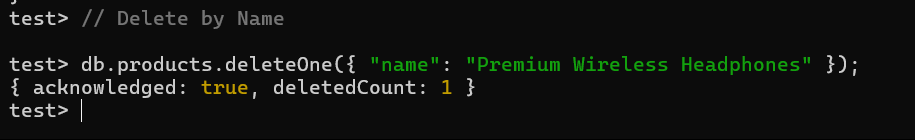 test> // Delete by Name
test> db.products.deleteOne({ "name": "Premium Wireless Headphones" });
{ acknowledged: true, deletedCount: 1 }
test>